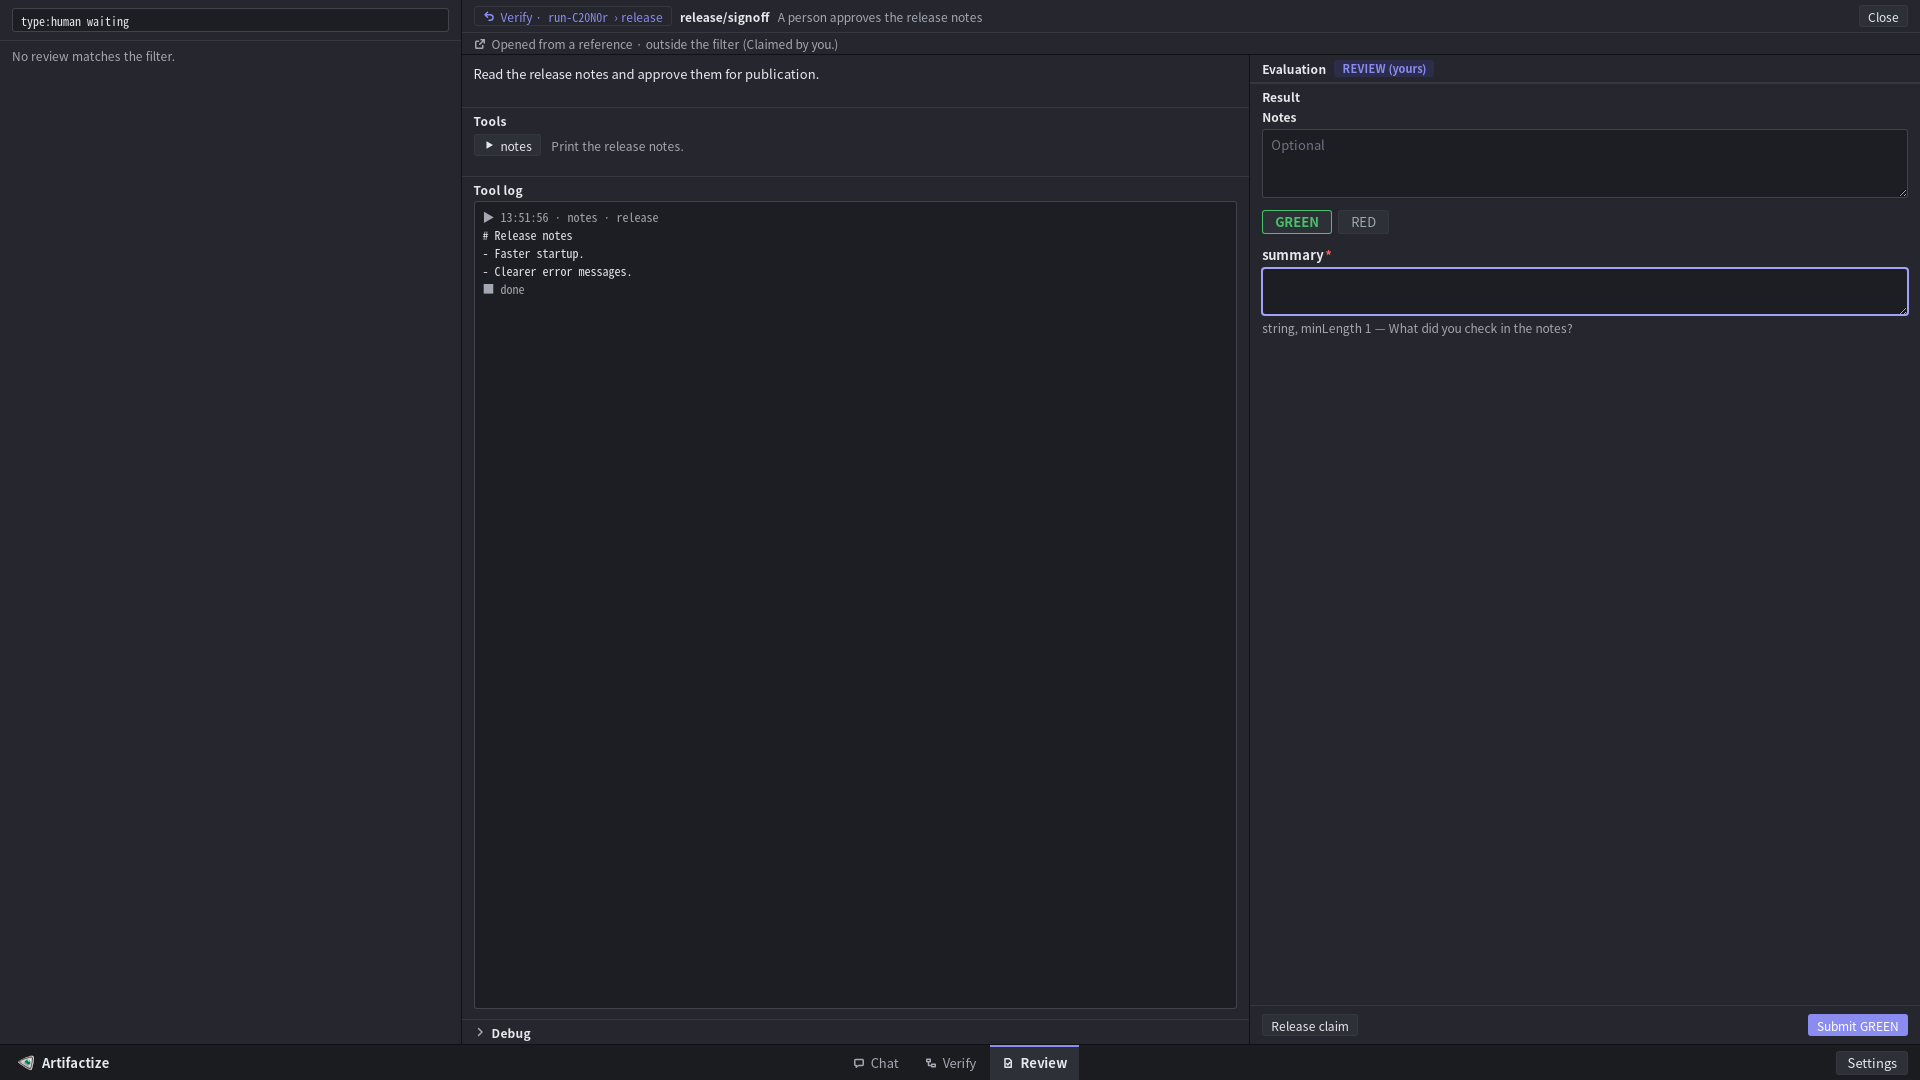 type:human waiting
No review matches the filter.
Verify · run-C20N0r › release
release/signoff A person approves the release notes
Close
Opened from a reference · outside the filter (Claimed by you.)
Read the release notes and approve them for publication.
Tools
notes Print the release notes.
Tool log
▶ 13:51:56 · notes · release
# Release notes
- Faster startup.
- Clearer error messages.
■ done
Debug
Evaluation REVIEW (yours)
Result
Notes
Optional
GREEN RED
summary*
string, minLength 1 — What did you check in the notes?
Release claim Submit GREEN
Artifactize
Chat Verify Review
Settings